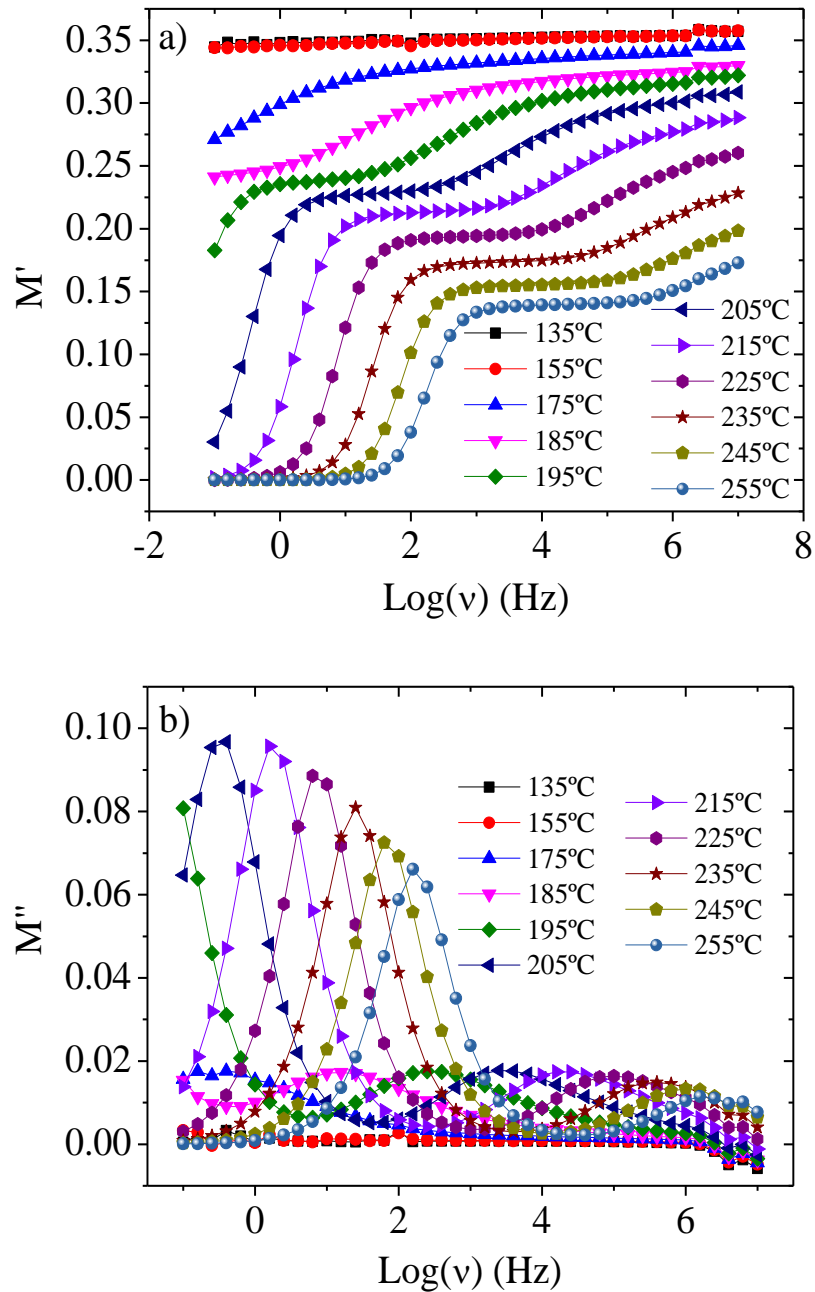 a)
M'
0.35
0.30
0.25
0.20
0.15
0.10
0.05
0.00
135ºC
155ºC
175ºC
185ºC
195ºC
205ºC
215ºC
225ºC
235ºC
245ºC
255ºC
-2 0 2 4 6 8
Log(ν) (Hz)
b)
M''
0.10
0.08
0.06
0.04
0.02
0.00
135ºC
155ºC
175ºC
185ºC
195ºC
205ºC
215ºC
225ºC
235ºC
245ºC
255ºC
0 2 4 6
Log(ν) (Hz)